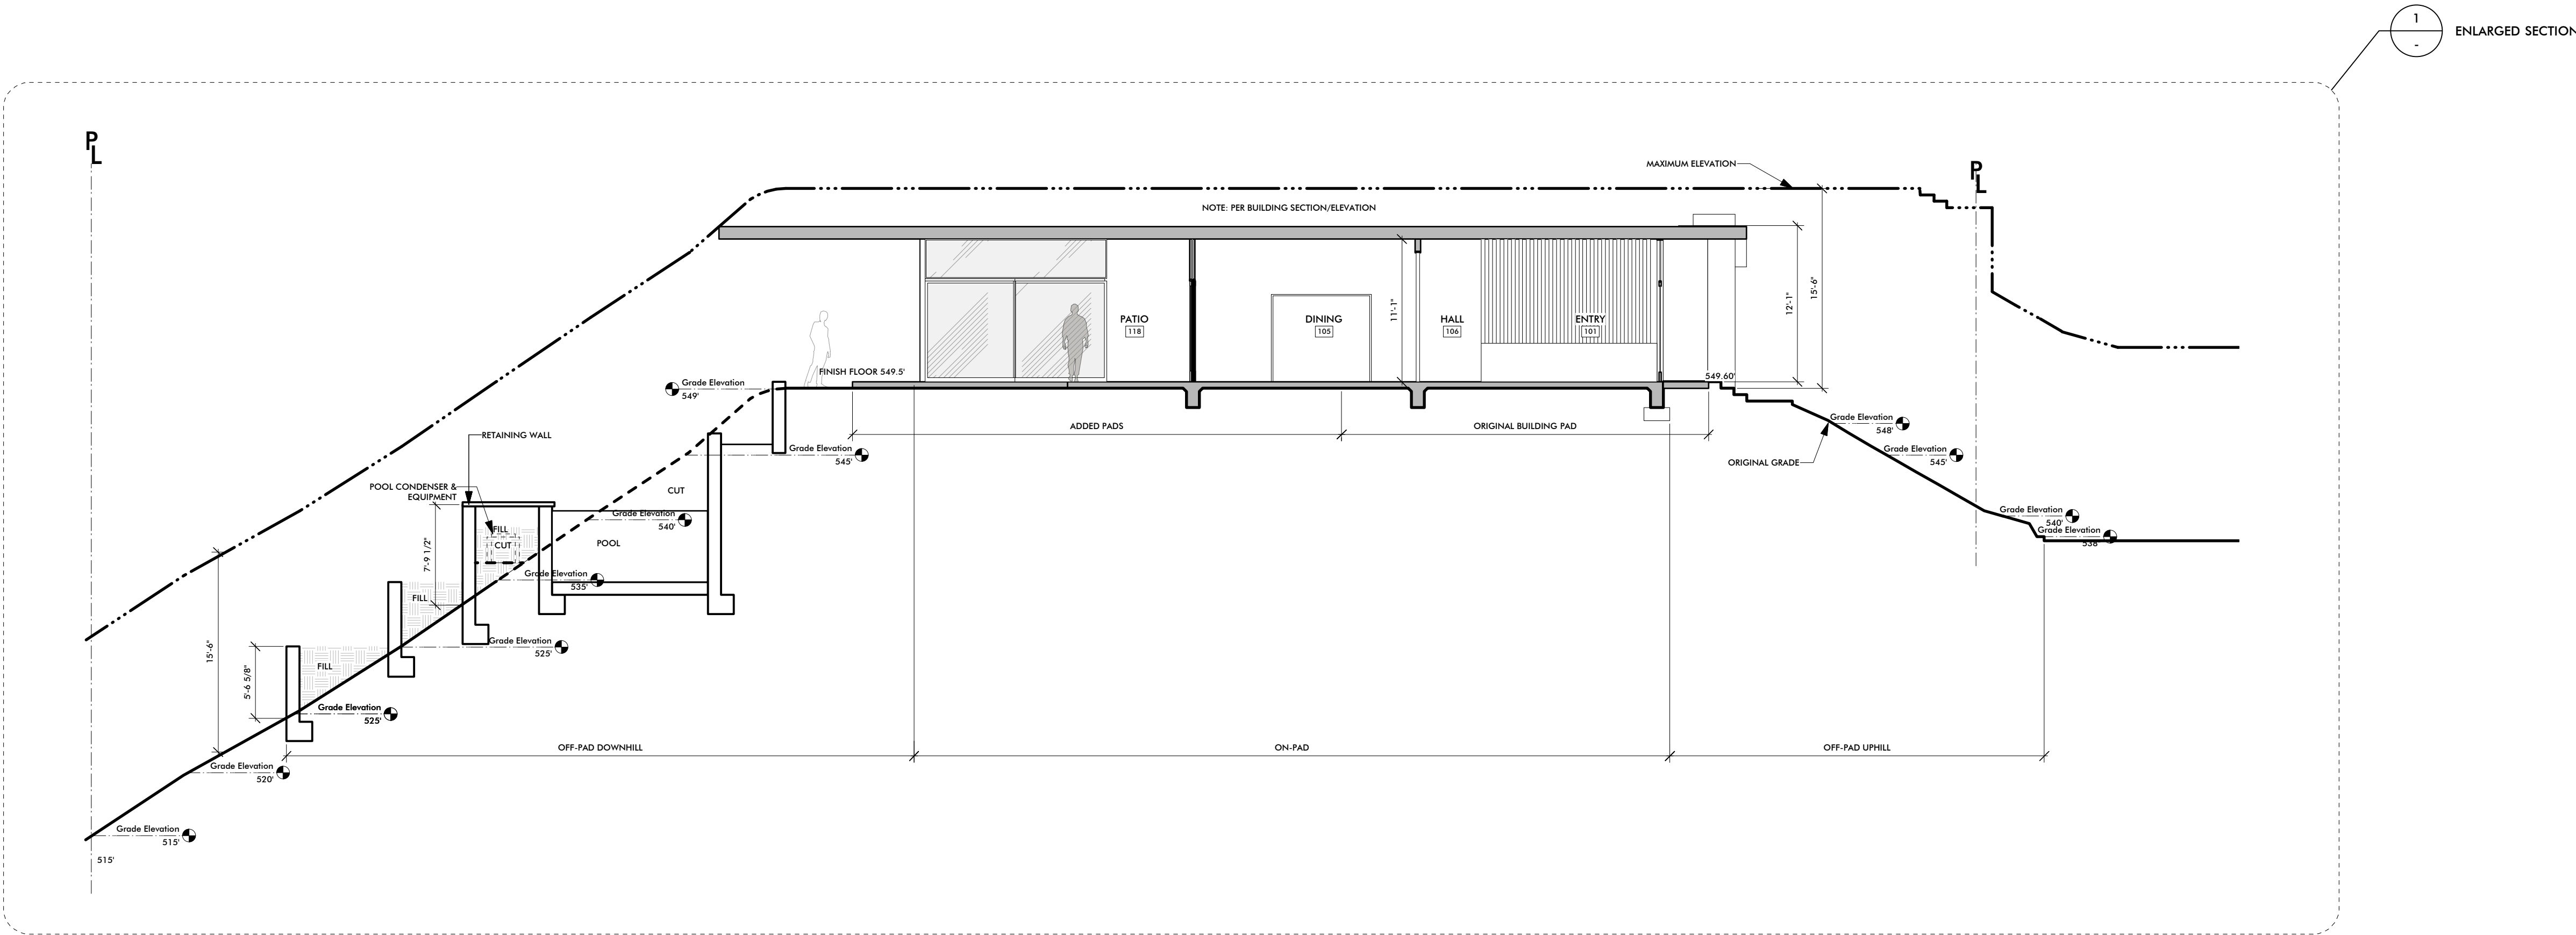 1
-
ENLARGED SECTION
PL
PL
MAXIMUM ELEVATION
NOTE: PER BUILDING SECTION/ELEVATION
15'-6"
12'-1"
11'-1"
PATIO
118
DINING
105
HALL
106
ENTRY
101
FINISH FLOOR 549.5'
549.60'
Grade Elevation
549'
ADDED PADS
ORIGINAL BUILDING PAD
Grade Elevation
548'
RETAINING WALL
Grade Elevation
545'
Grade Elevation
545'
ORIGINAL GRADE
POOL CONDENSER &
EQUIPMENT
CUT
Grade Elevation
540'
Grade Elevation
540'
Grade Elevation
538'
FILL
CUT
POOL
7'-9 1/2"
Grade Elevation
535'
FILL
Grade Elevation
525'
15'-6"
5'-6 5/8"
FILL
Grade Elevation
525'
OFF-PAD DOWNHILL
ON-PAD
OFF-PAD UPHILL
Grade Elevation
520'
Grade Elevation
515'
515'